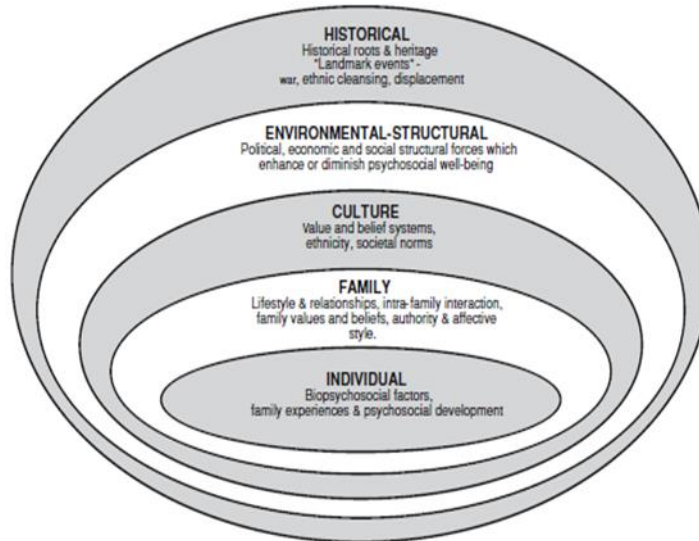 HISTORICAL
Historical roots & heritage
"Landmark events" -
war, ethnic cleansing, displacement
ENVIRONMENTAL-STRUCTURAL
Political, economic and social structural forces which
enhance or diminish psychosocial well-being
CULTURE
Value and belief systems,
ethnicity, societal norms
FAMILY
Lifestyle & relationships, intra-family interaction,
family values and beliefs, authority & affective
style.
INDIVIDUAL
Biopsychosocial factors,
family experiences & psychosocial development